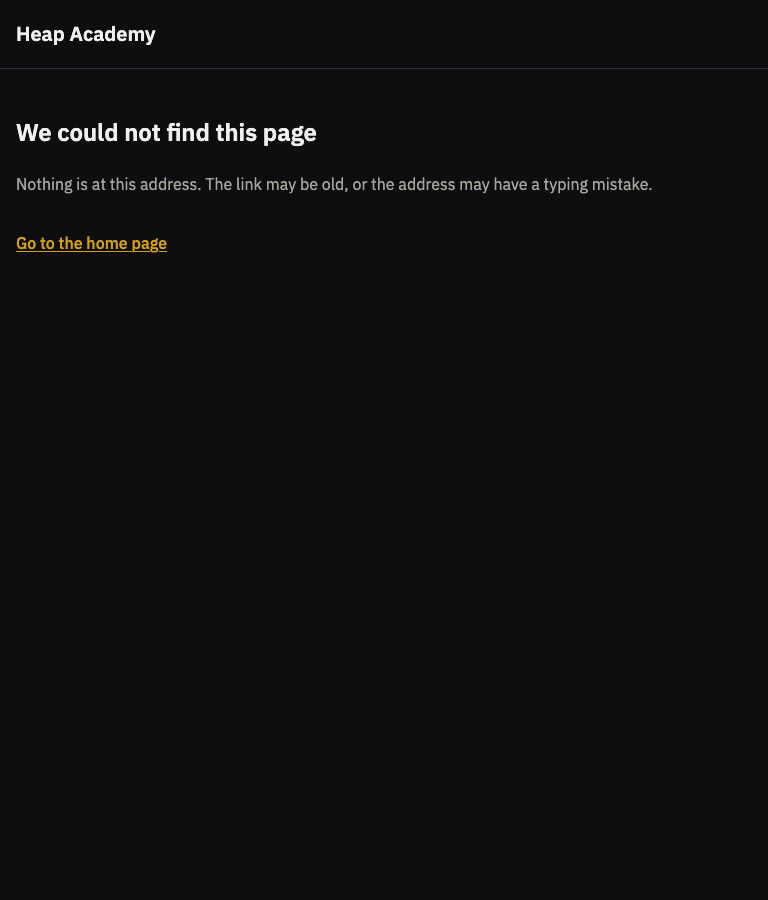 Heap Academy
We could not find this page
Nothing is at this address. The link may be old, or the address may have a typing mistake.
Go to the home page